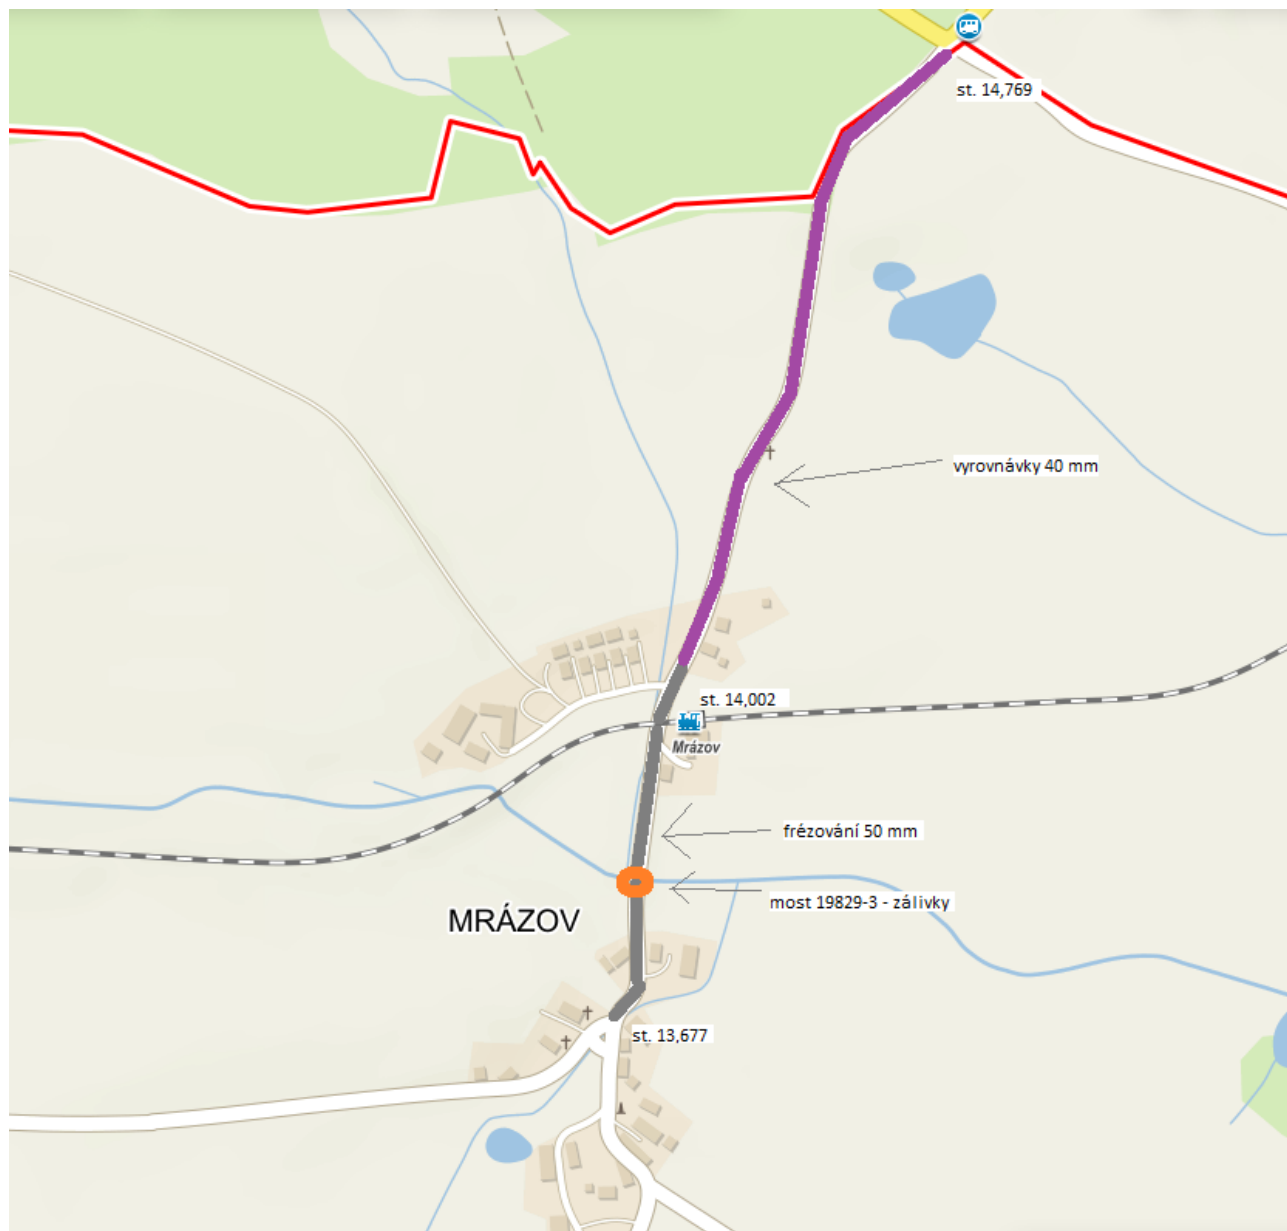 st. 14,769
vyrovnávky 40 mm
st. 14,002
Mrázov
frézování 50 mm
most 19829-3 - zálivky
MRÁZOV
st. 13,677